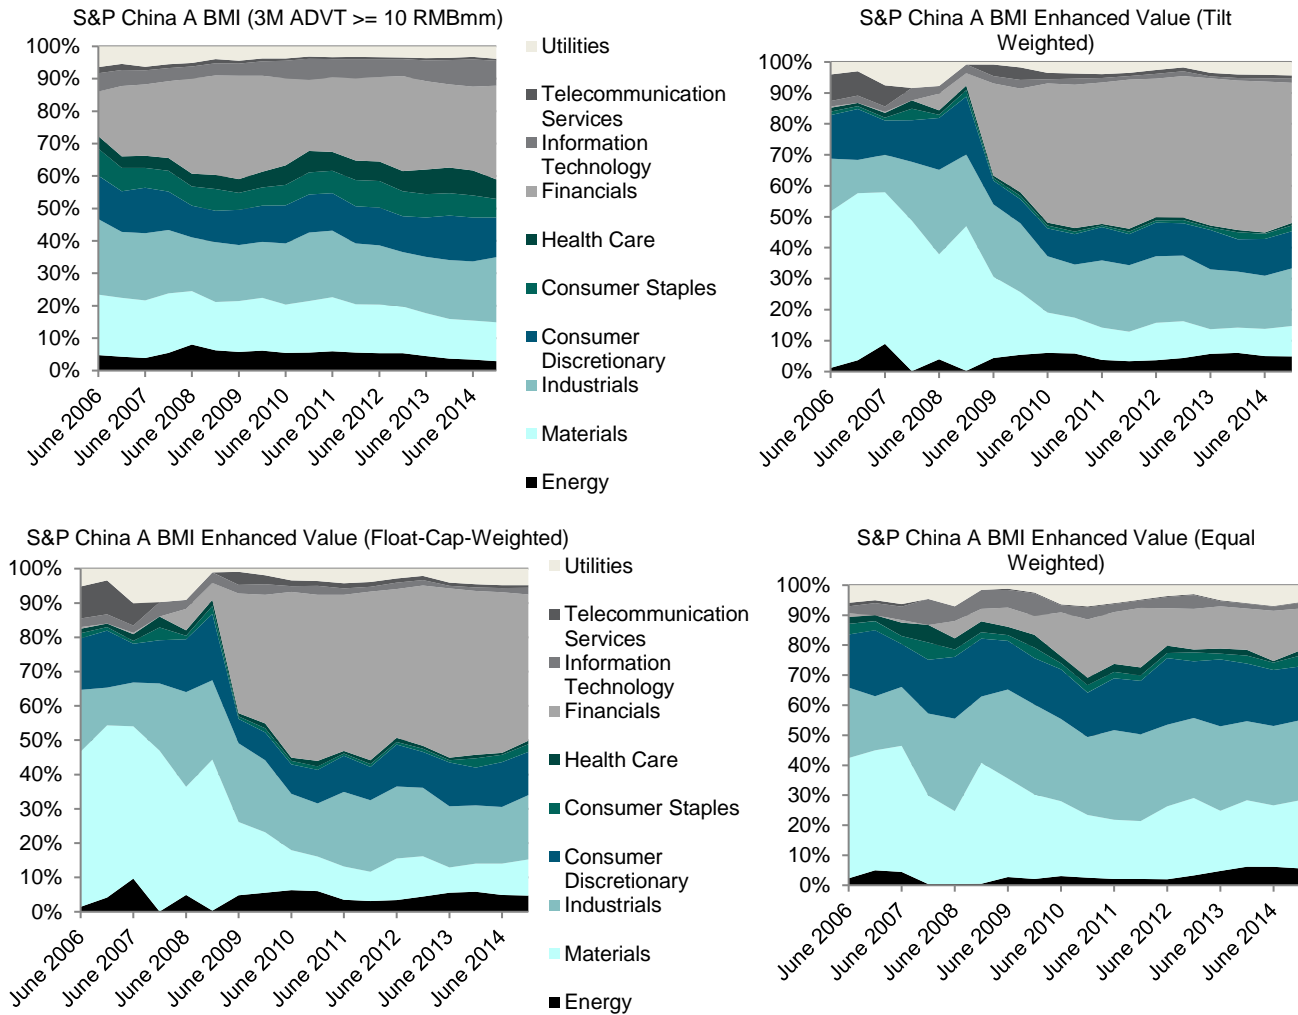 S&P China A BMI (3M ADVT >= 10 RMBmm)
100%
90%
80%
70%
60%
50%
40%
30%
20%
10%
0%
June 2006
June 2007
June 2008
June 2009
June 2010
June 2011
June 2012
June 2013
June 2014
Utilities
Telecommunication
Services
Information
Technology
Financials
Health Care
Consumer Staples
Consumer
Discretionary
Industrials
Materials
Energy
S&P China A BMI Enhanced Value (Tilt
Weighted)
100%
90%
80%
70%
60%
50%
40%
30%
20%
10%
0%
June 2006
June 2007
June 2008
June 2009
June 2010
June 2011
June 2012
June 2013
June 2014
S&P China A BMI Enhanced Value (Float-Cap-Weighted)
100%
90%
80%
70%
60%
50%
40%
30%
20%
10%
0%
June 2006
June 2007
June 2008
June 2009
June 2010
June 2011
June 2012
June 2013
June 2014
Utilities
Telecommunication
Services
Information
Technology
Financials
Health Care
Consumer Staples
Consumer
Discretionary
Industrials
Materials
Energy
S&P China A BMI Enhanced Value (Equal
Weighted)
100%
90%
80%
70%
60%
50%
40%
30%
20%
10%
0%
June 2006
June 2007
June 2008
June 2009
June 2010
June 2011
June 2012
June 2013
June 2014